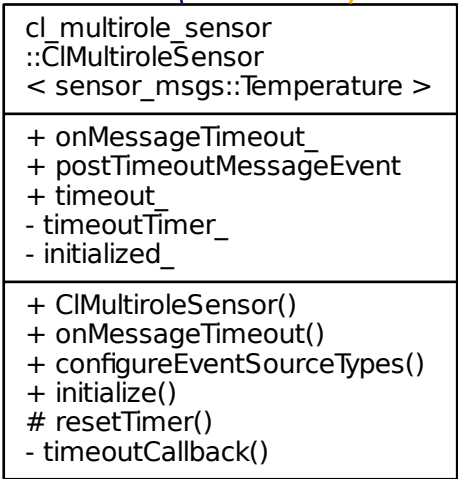 cl_multirole_sensor
::ClMultiroleSensor
< sensor_msgs::Temperature >
+ onMessageTimeout_
+ postTimeoutMessageEvent
+ timeout_
- timeoutTimer_
- initialized_
+ ClMultiroleSensor()
+ onMessageTimeout()
+ configureEventSourceTypes()
+ initialize()
# resetTimer()
- timeoutCallback()